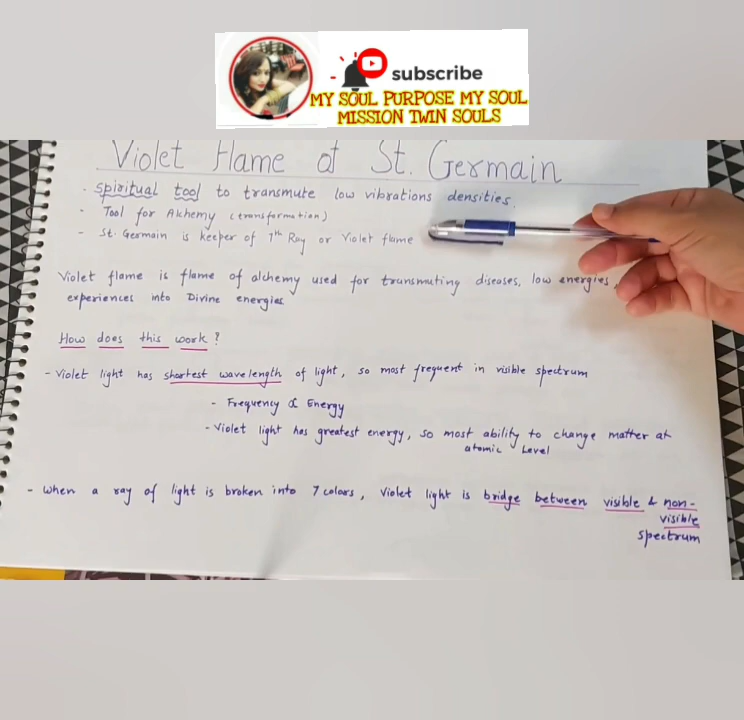 subscribe
MY SOUL PURPOSE MY SOUL
MISSION TWIN SOULS
Violet Flame of St. Germain
. spiritual tool to transmute low vibrations densities.
- Tool for Alchemy (transformation)
- St. Germain is keeper of 7th Ray or Violet flame
Violet flame is flame of alchemy used for transmuting diseases, low energies,
experiences into Divine energies
How does this work?
- Violet light has shortest wavelength of light, so most frequent in visible spectrum
- Frequency α Energy
- Violet light has greatest energy, so most ability to change matter at
atomic level
- When a ray of light is broken into 7 colors, Violet light is bridge between visible & non-
visible
spectrum